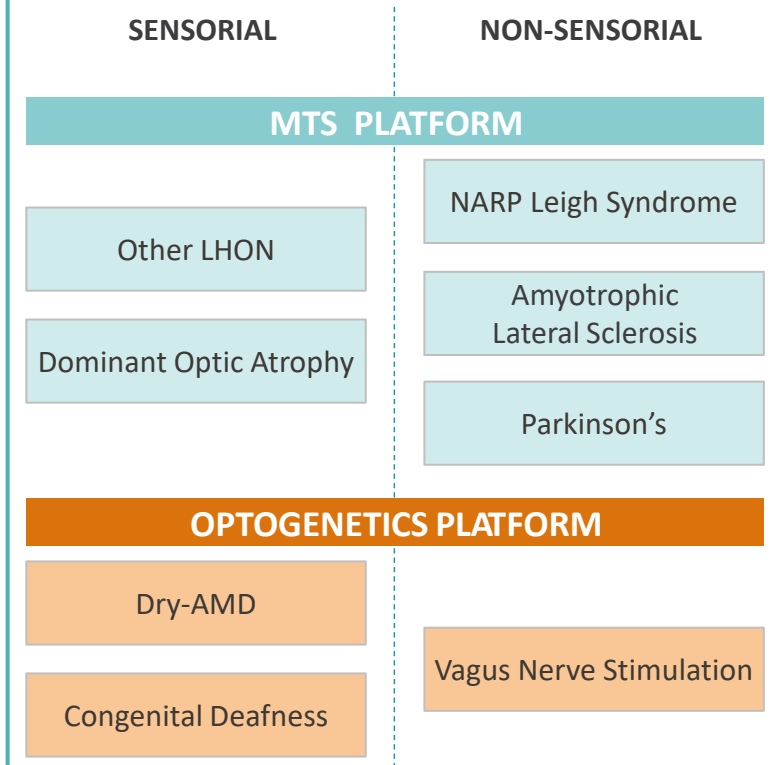 SENSORIAL
NON-SENSORIAL
MTS PLATFORM
Other LHON
Dominant Optic Atrophy
NARP Leigh Syndrome
Amyotrophic
Lateral Sclerosis
Parkinson's
OPTOGENETICS PLATFORM
Dry-AMD
Congenital Deafness
Vagus Nerve Stimulation